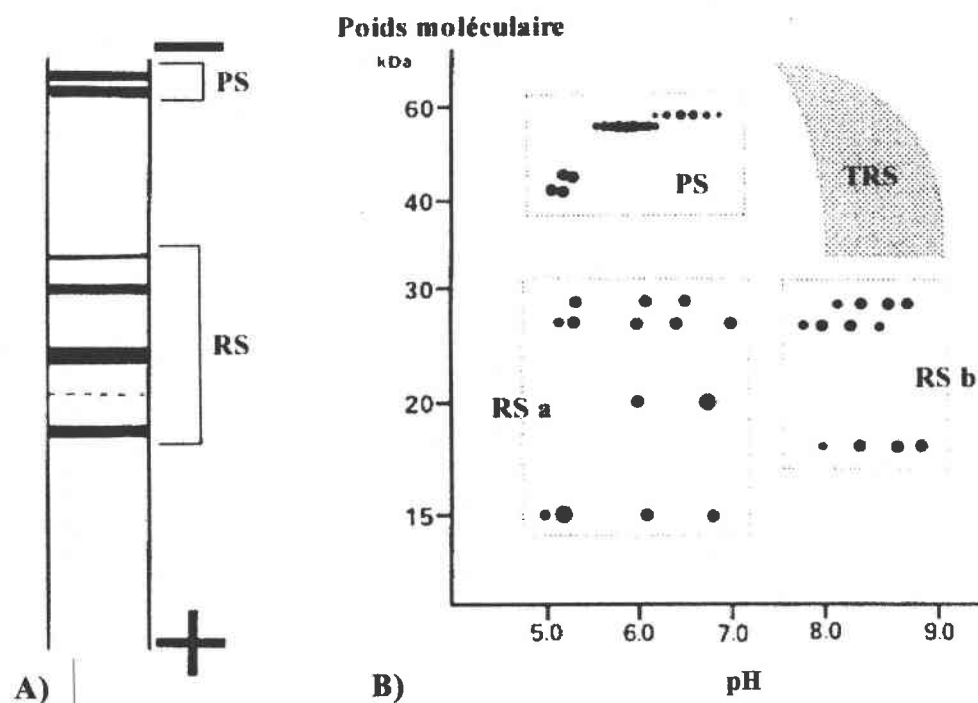 Poids moléculaire
kDa
PS
RS
60
40
30
20
15
PS
TRS
RS a
RS b
5.0
6.0
7.0
8.0
9.0
pH
A)
B)